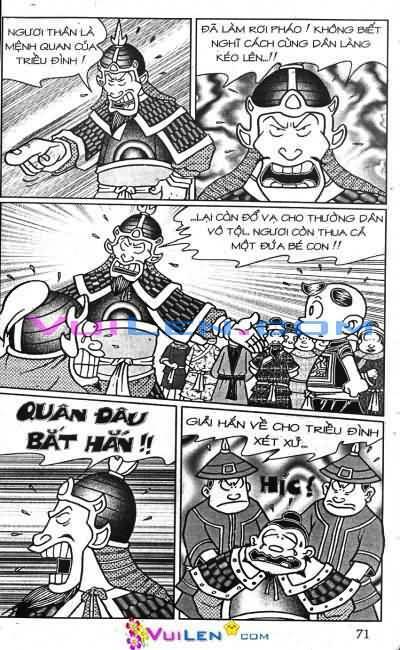 NGƯƠI THÂN LÀ
MỆNH QUAN CỦA
TRIỀU ĐÌNH !
ĐÃ LÀM RƠI PHÁO ! KHÔNG BIẾT
NGHĨ CÁCH CÙNG DÂN LÀNG
KÉO LÊN..!!
...LẠI CÒN ĐỔ VẠ CHO THƯỜNG DÂN
VÔ TỘI.. NGƯƠI CÒN THUA CẢ
MỘT ĐỨA BÉ CON !!
VUILEN.COM
QUÂN ĐÂU
BẮT HẮN !!
GIẢI HẮN VỀ CHO TRIỀU ĐÌNH
XÉT XỬ...
HIC!
71
VUILEN.COM